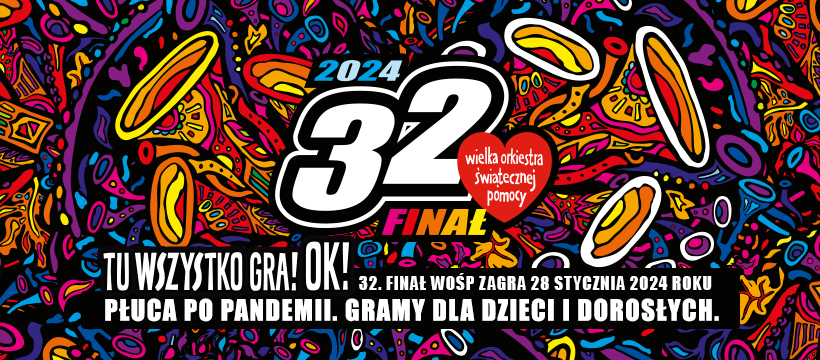 2024
32
wielka orkiestra
świątecznej
pomocy
FINAŁ
TU WSZYSTKO GRA! OK! 32. FINAŁ WOŚP ZAGRA 28 STYCZNIA 2024 ROKU
PŁUCA PO PANDEMII. GRAMY DLA DZIECI I DOROSŁYCH.